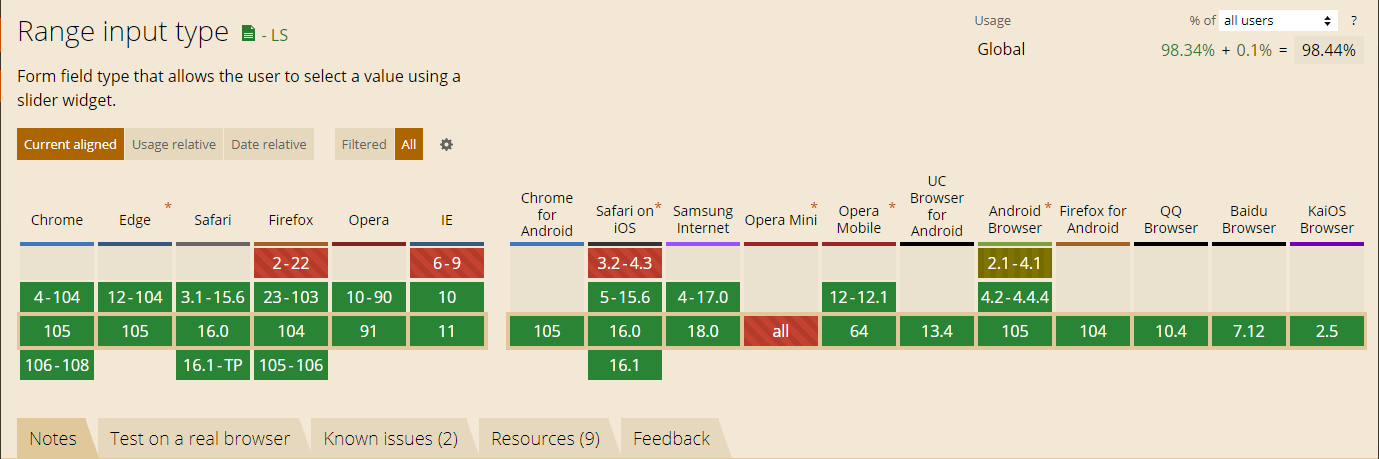 Range input type - LS
Usage % of all users ?
Global 98.34% + 0.1% = 98.44%
Form field type that allows the user to select a value using a
slider widget.
Current aligned Usage relative Date relative Filtered All
Chrome Edge * Safari Firefox Opera IE Chrome for Android Safari on iOS * Samsung Internet Opera Mini * Opera Mobile * UC Browser for Android Android Browser * Firefox for Android QQ Browser Baidu Browser KaiOS Browser
2-22 6-9 3.2-4.3 2.1-4.1
4-104 12-104 3.1-15.6 23-103 10-90 10 5-15.6 4-17.0 12-12.1 4.2-4.4.4
105 105 16.0 104 91 11 105 16.0 18.0 all 64 13.4 105 104 10.4 7.12 2.5
106-108 16.1-TP 105-106 16.1
Notes Test on a real browser Known issues (2) Resources (9) Feedback